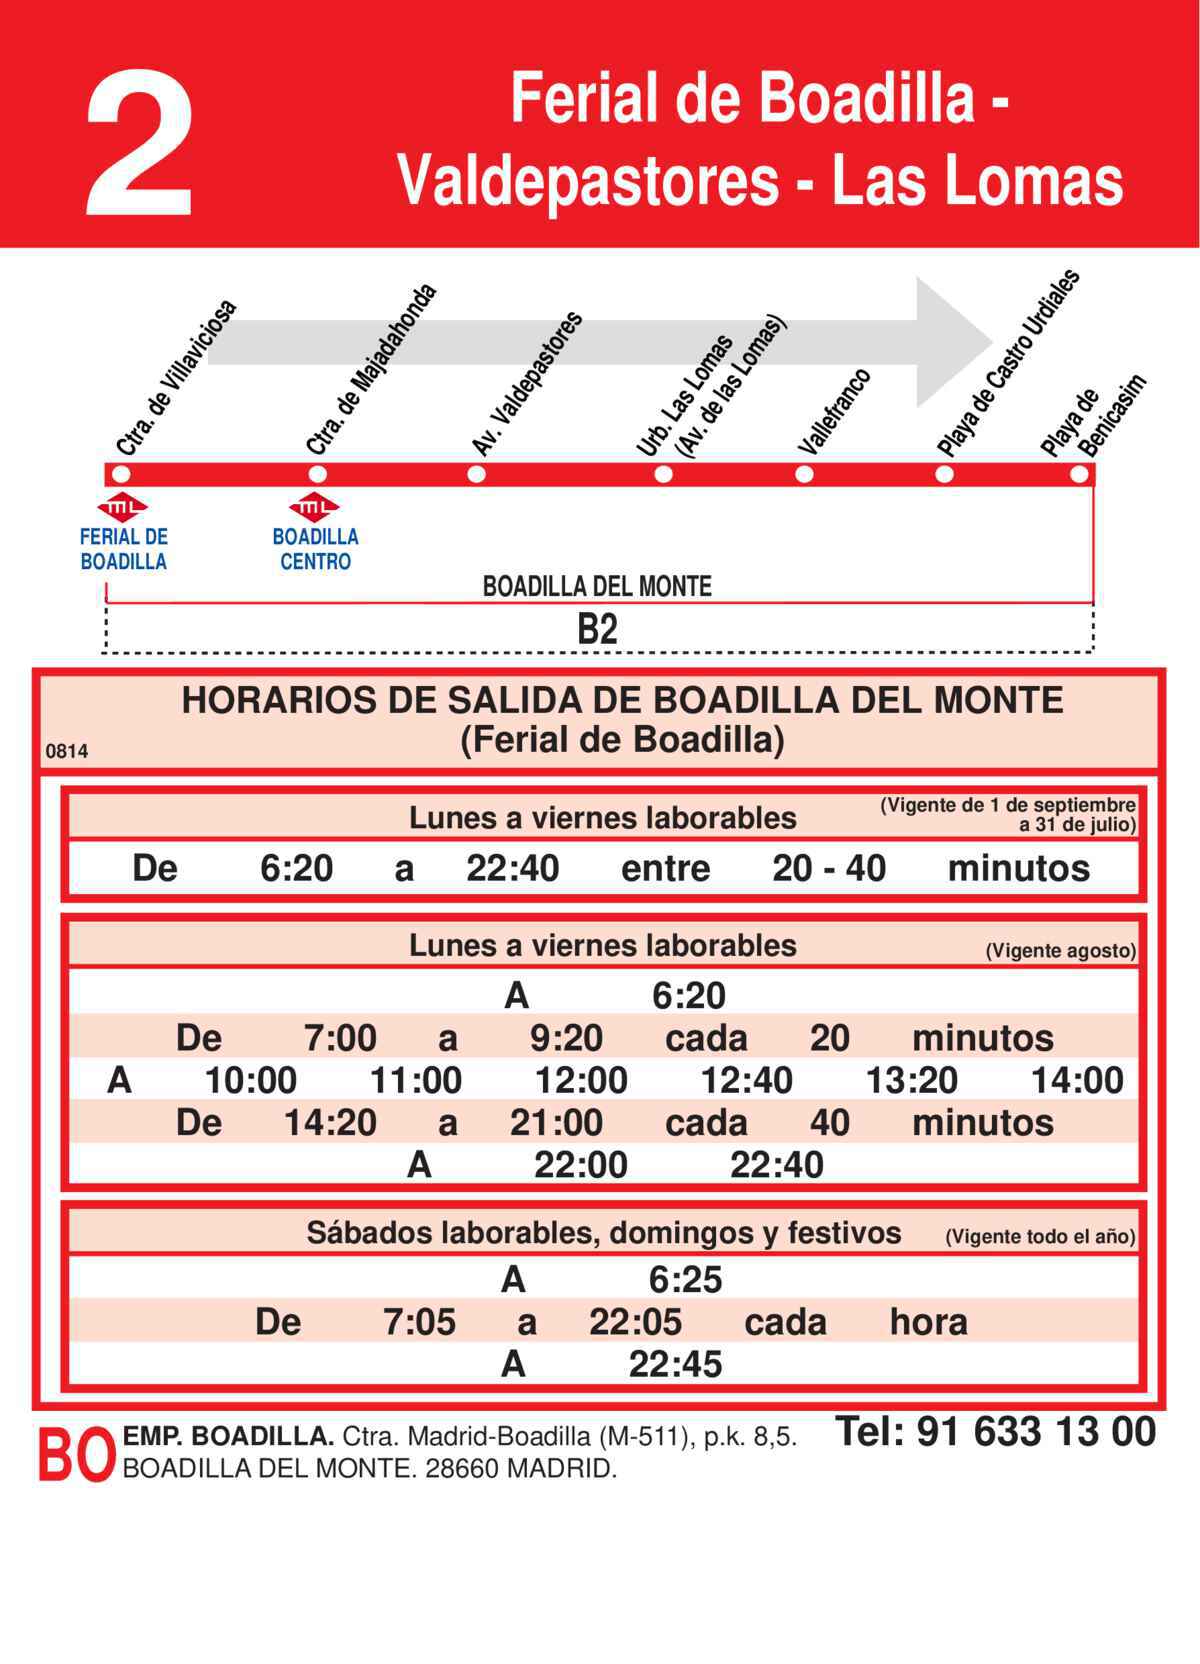 2
Ferial de Boadilla -
Valdepastores - Las Lomas
Ctra. de Villaviciosa
Ctra. de Majadahonda
Av. Valdepastores
Urb. Las Lomas
(Av. de las Lomas)
Vallefranco
Playa de Castro Urdiales
Playa de
Benicasim
ML
FERIAL DE
BOADILLA
ML
BOADILLA
CENTRO
BOADILLA DEL MONTE
B2
HORARIOS DE SALIDA DE BOADILLA DEL MONTE
(Ferial de Boadilla)
0814
Lunes a viernes laborables
(Vigente de 1 de septiembre
a 31 de julio)
De 6:20 a 22:40 entre 20 - 40 minutos
Lunes a viernes laborables (Vigente agosto)
A 6:20
De 7:00 a 9:20 cada 20 minutos
A 10:00 11:00 12:00 12:40 13:20 14:00
De 14:20 a 21:00 cada 40 minutos
A 22:00 22:40
Sábados laborables, domingos y festivos (Vigente todo el año)
A 6:25
De 7:05 a 22:05 cada hora
A 22:45
BO
EMP. BOADILLA. Ctra. Madrid-Boadilla (M-511), p.k. 8,5.
BOADILLA DEL MONTE. 28660 MADRID.
Tel: 91 633 13 00